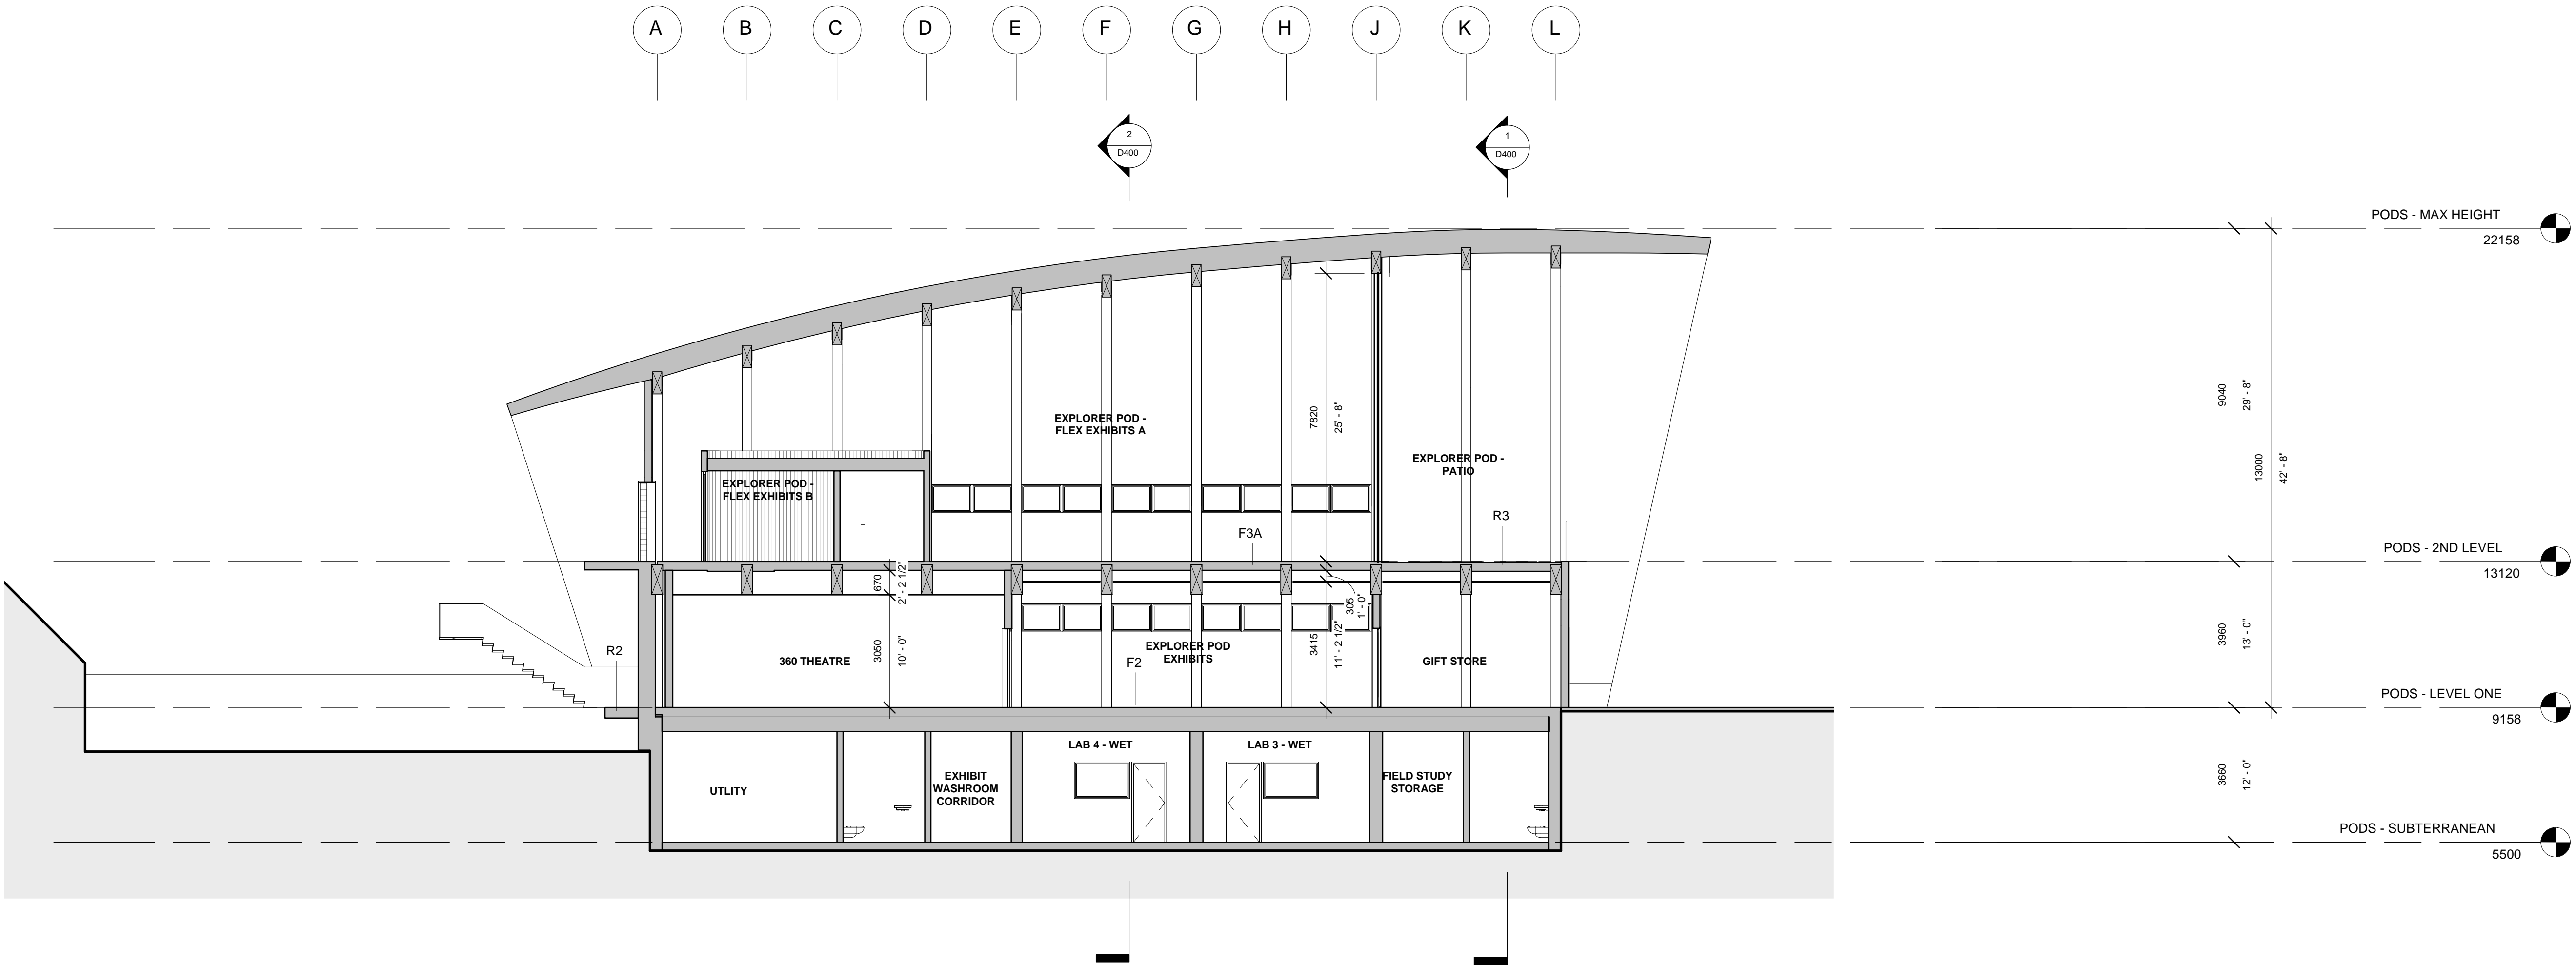 A B C D E F G H J K L
2
D400
1
D400
PODS - MAX HEIGHT
22158
EXPLORER POD -
FLEX EXHIBITS A
7820
25' - 8"
9040
29' - 8"
13000
42' - 8"
EXPLORER POD -
PATIO
EXPLORER POD -
FLEX EXHIBITS B
F3A
R3
PODS - 2ND LEVEL
13120
670
2' - 2 1/2"
305
1' - 0"
R2
360 THEATRE
3050
10' - 0"
F2
EXPLORER POD
EXHIBITS
3415
11' - 2 1/2"
GIFT STORE
3960
13' - 0"
PODS - LEVEL ONE
9158
LAB 4 - WET
LAB 3 - WET
UTLITY
EXHIBIT
WASHROOM
CORRIDOR
FIELD STUDY
STORAGE
3660
12' - 0"
PODS - SUBTERRANEAN
5500